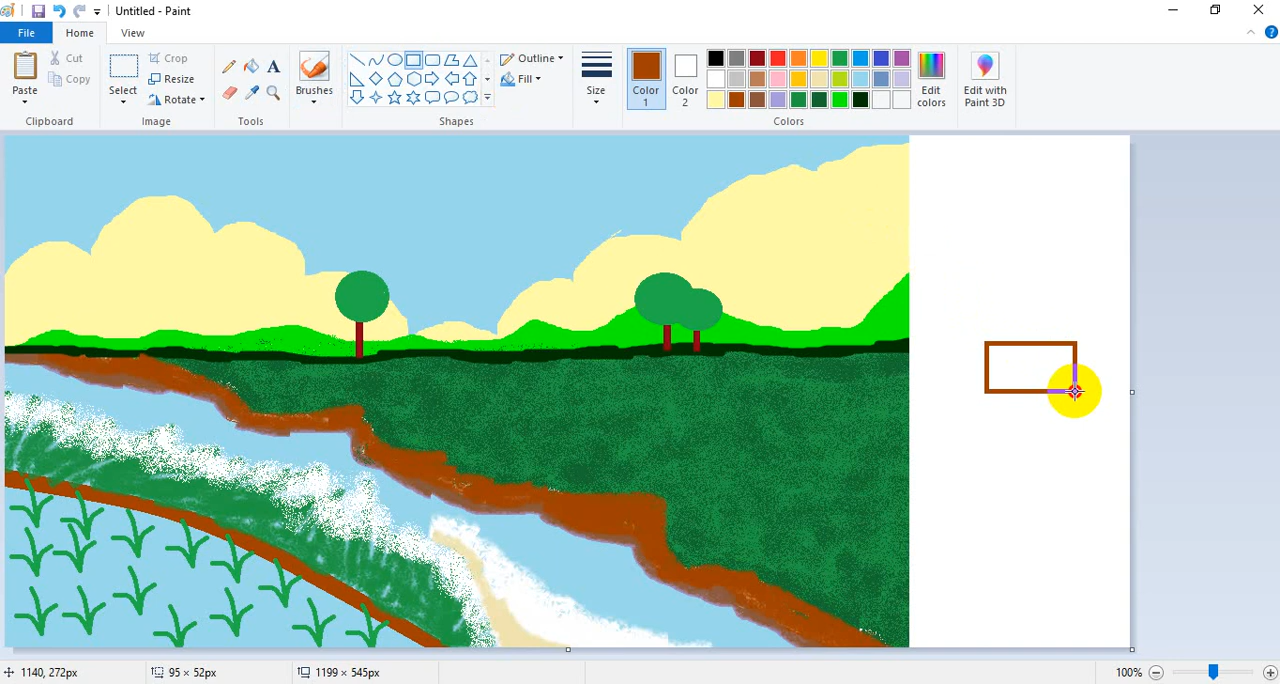 Untitled - Paint
File Home View
Paste Cut Copy Clipboard
Select Crop Resize Rotate Image
A Tools
Brushes
Outline Fill Shapes
Size
Color 1 Color 2 Edit colors Colors
Edit with Paint 3D
1140, 272px 95 × 52px 1199 × 545px 100%